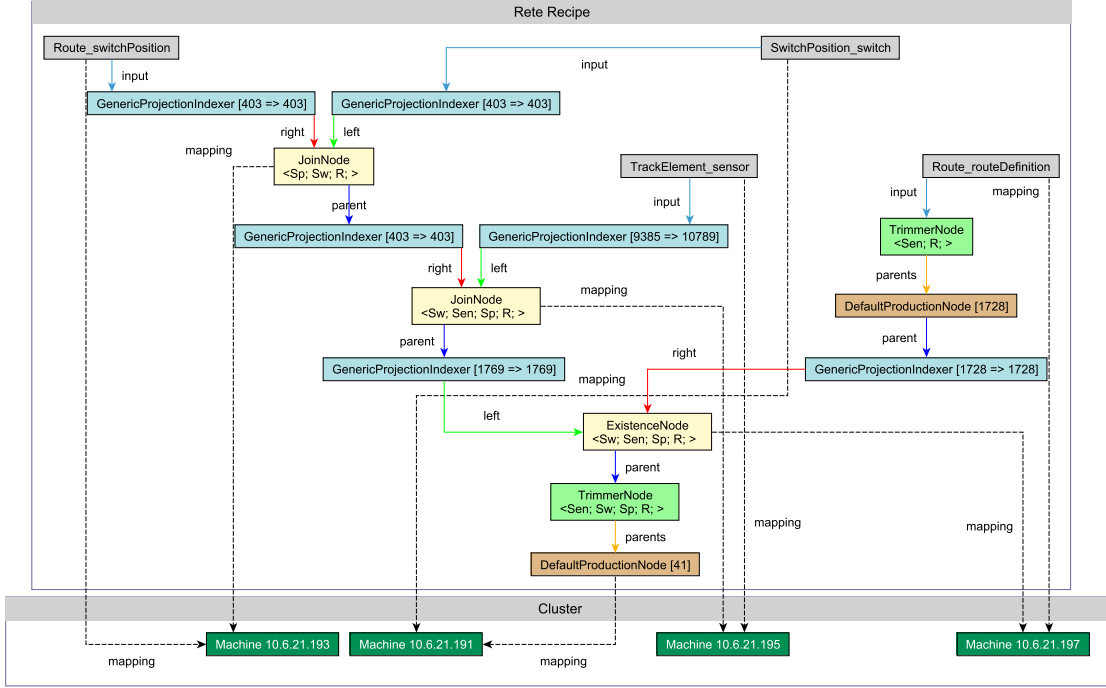 Rete Recipe
Route_switchPosition
SwitchPosition_switch
input
input
GenericProjectionIndexer [403 => 403]
GenericProjectionIndexer [403 => 403]
right
left
mapping
JoinNode
<Sp; Sw; R; >
TrackElement_sensor
Route_routeDefinition
parent
input
input
mapping
TrimmerNode
<Sen; R; >
GenericProjectionIndexer [403 => 403]
GenericProjectionIndexer [9385 => 10789]
right
left
parents
mapping
JoinNode
<Sw; Sen; Sp; R; >
DefaultProductionNode [1728]
parent
parent
right
GenericProjectionIndexer [1769 => 1769]
mapping
GenericProjectionIndexer [1728 => 1728]
left
ExistenceNode
<Sw; Sen; Sp; R; >
parent
TrimmerNode
<Sen; Sw; Sp; R; >
mapping
mapping
parents
DefaultProductionNode [41]
Cluster
Machine 10.6.21.193
Machine 10.6.21.191
Machine 10.6.21.195
Machine 10.6.21.197
mapping
mapping